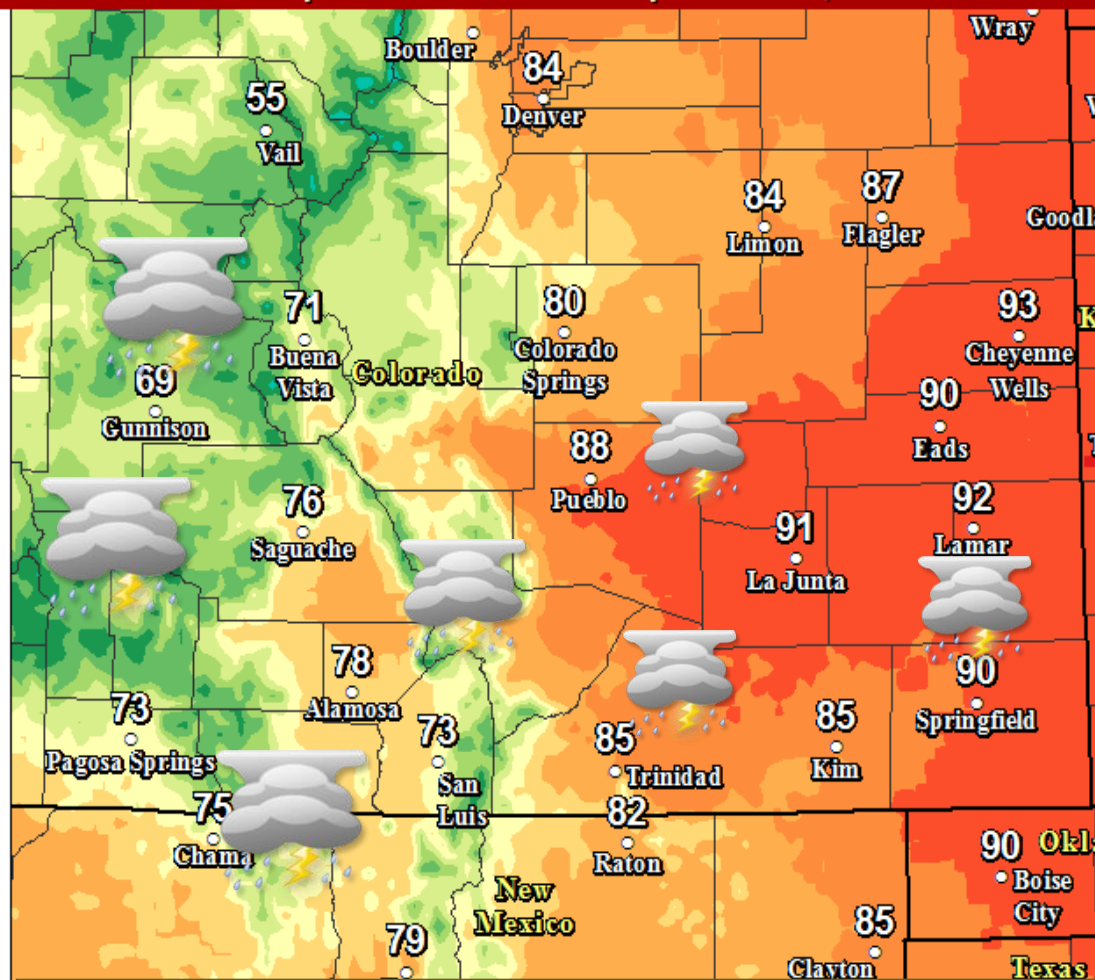 Wray
Boulder
84
Denver
55
Vail
84
Limon
87
Flagler
71
Buena
Vista
Colorado
80
Colorado
Springs
93
Cheyenne
Wells
69
Gunnison
90
Eads
88
Pueblo
76
Saguache
92
Lamar
91
La Junta
78
Alamosa
90
Springfield
73
Pagosa Springs
73
San
Luis
85
Trinidad
85
Kim
75
Chama
82
Raton
90
Boise
City
New
Mexico
79
85
Clayton
Texas